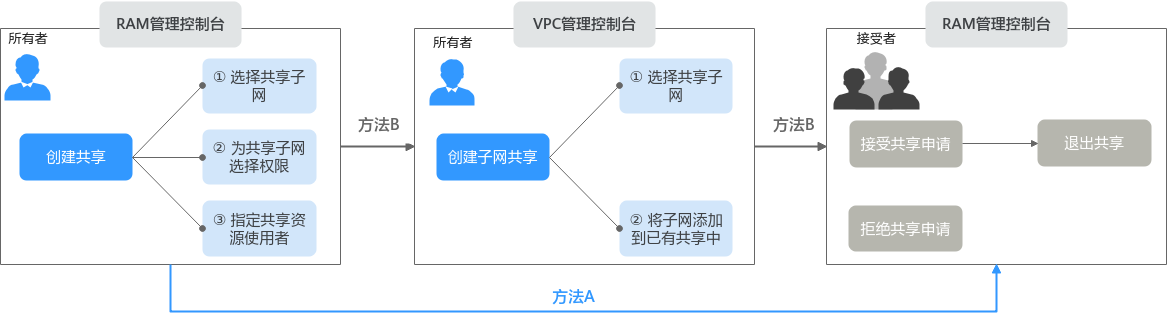 RAM管理控制台
所有者
① 选择共享子
网
创建共享
② 为共享子网
选择权限
③ 指定共享资
源使用者
方法B
VPC管理控制台
所有者
① 选择共享子
网
创建子网共享
② 将子网添加
到已有共享中
方法B
RAM管理控制台
接受者
接受共享申请
退出共享
拒绝共享申请
方法A